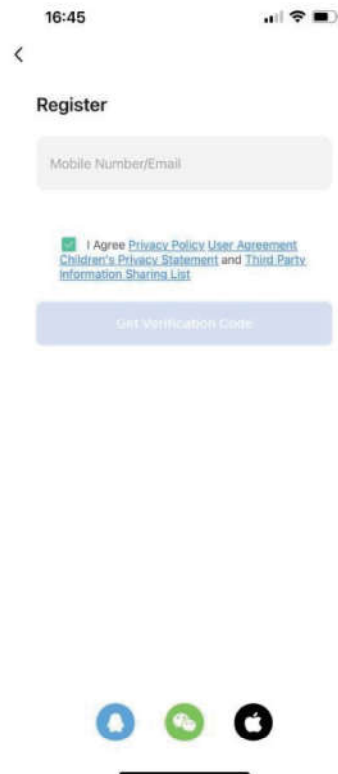 16:45
Register
Mobile Number/Email
I Agree Privacy Policy User Agreement
Children's Privacy Statement and Third Party
Information Sharing List
Get Verification Code